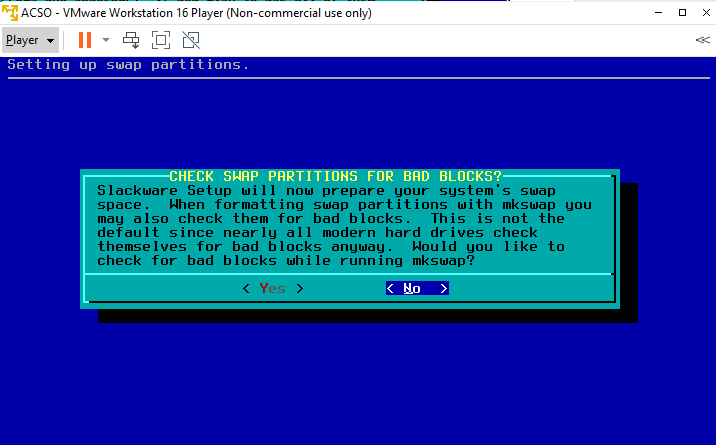 ACSO - VMware Workstation 16 Player (Non-commercial use only)
Player
Setting up swap partitions.
CHECK SWAP PARTITIONS FOR BAD BLOCKS?
Slackware Setup will now prepare your system's swap
space.  When formatting swap partitions with mkswap you
may also check them for bad blocks.  This is not the
default since nearly all modern hard drives check
themselves for bad blocks anyway.  Would you like to
check for bad blocks while running mkswap?
< Yes > < No >